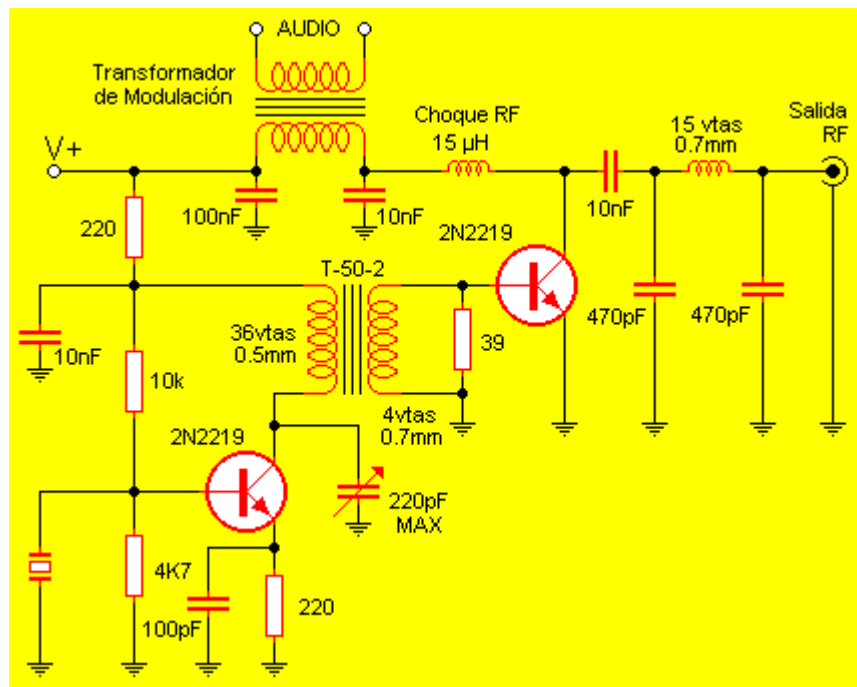 AUDIO
Transformador
de Modulación
Choque RF
15 µH
15 vtas
0.7mm
Salida
RF
V+
100nF
10nF
10nF
220
2N2219
T-50-2
10nF
36vtas
0.5mm
39
470pF
470pF
10k
4vtas
0.7mm
2N2219
220pF
MAX
4K7
100pF
220